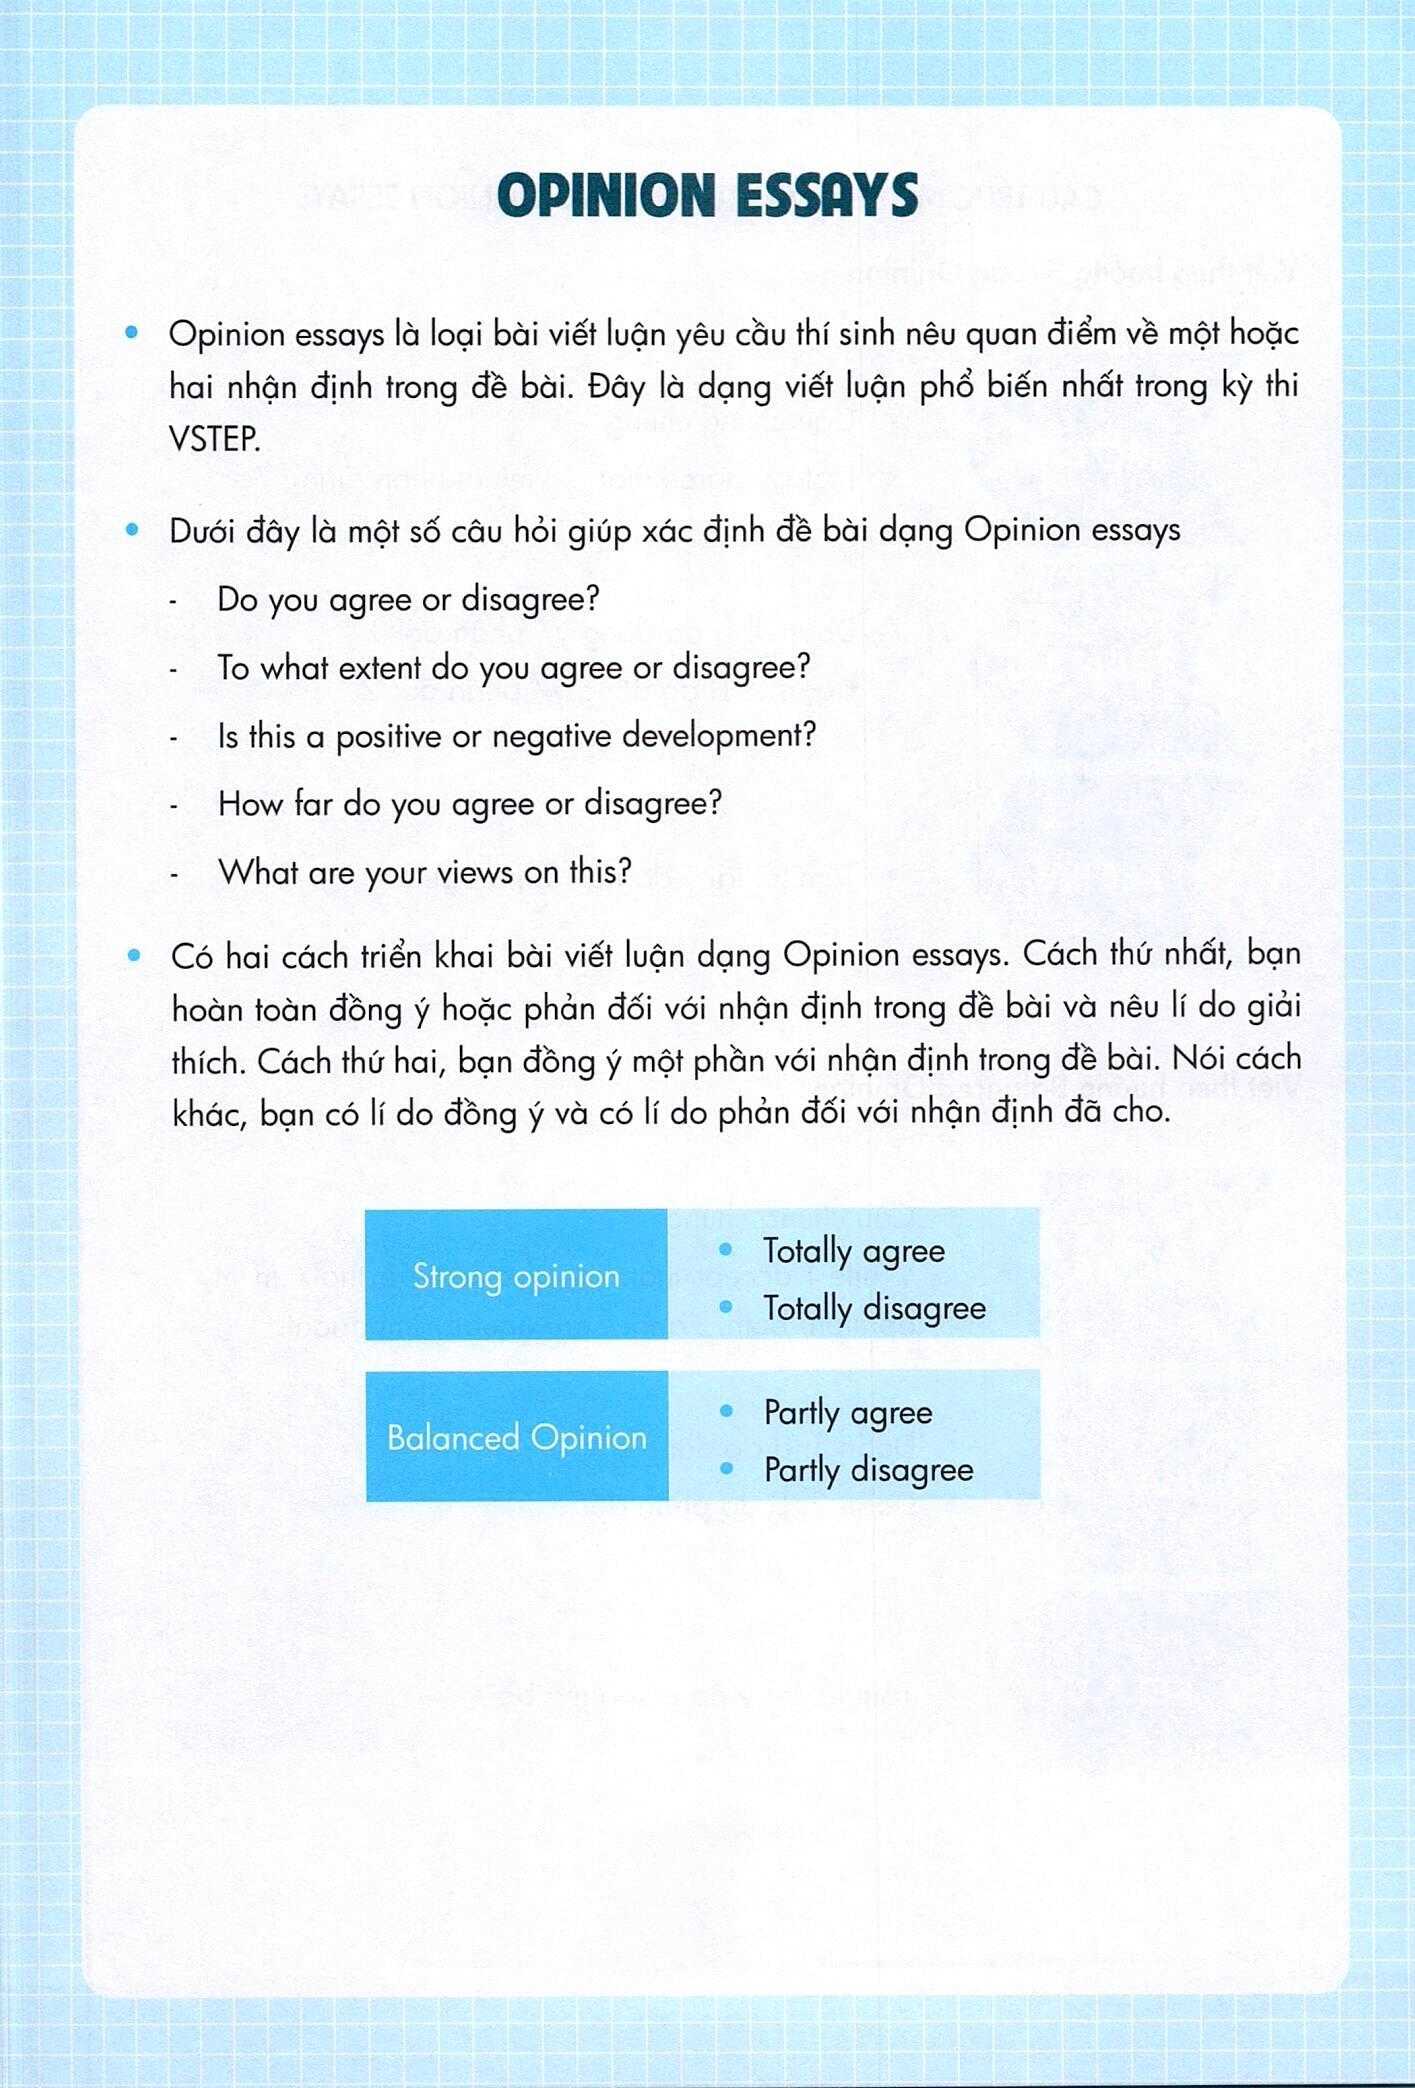 OPINION ESSAYS
• Opinion essays là loại bài viết luận yêu cầu thí sinh nêu quan điểm về một hoặc
hai nhận định trong đề bài. Đây là dạng viết luận phổ biến nhất trong kỳ thi
VSTEP.
• Dưới đây là một số câu hỏi giúp xác định đề bài dạng Opinion essays
- Do you agree or disagree?
- To what extent do you agree or disagree?
- Is this a positive or negative development?
- How far do you agree or disagree?
- What are your views on this?
• Có hai cách triển khai bài viết luận dạng Opinion essays. Cách thứ nhất, bạn
hoàn toàn đồng ý hoặc phản đối với nhận định trong đề bài và nêu lí do giải
thích. Cách thứ hai, bạn đồng ý một phần với nhận định trong đề bài. Nói cách
khác, bạn có lí do đồng ý và có lí do phản đối với nhận định đã cho.
Strong opinion
• Totally agree
• Totally disagree
Balanced Opinion
• Partly agree
• Partly disagree